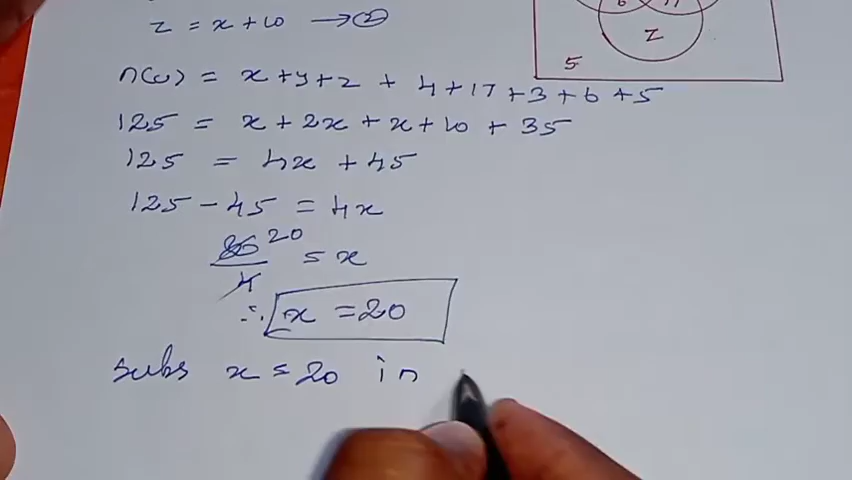 z = x + 10 → ②
6 17
z
5
n(u) = x + y + z + 4 + 17 + 3 + 6 + 5
125 = x + 2x + x + 10 + 35
125 = 4x + 45
125 - 45 = 4x
80/4 20 = x
∴ x = 20
subs x = 20 in